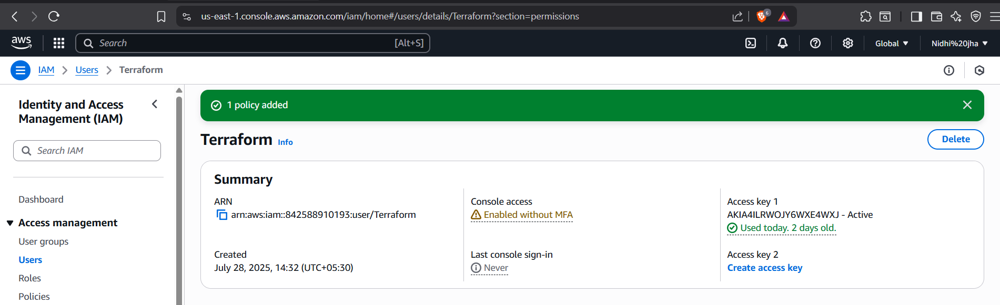 us-east-1.console.aws.amazon.com/iam/home#/users/details/Terraform?section=permissions
6
aws
Search
[Alt+S]
Global
Nidhi%20jha
IAM
Users
Terraform
Identity and Access
Management (IAM)
Search IAM
Dashboard
Access management
User groups
Users
Roles
Policies
1 policy added
Terraform
Info
Delete
Summary
ARN
arn:aws:iam::842588910193:user/Terraform
Created
July 28, 2025, 14:32 (UTC+05:30)
Console access
Enabled without MFA
Last console sign-in
Never
Access key 1
AKIA4ILRWOJY6WXE4WXJ - Active
Used today. 2 days old.
Access key 2
Create access key